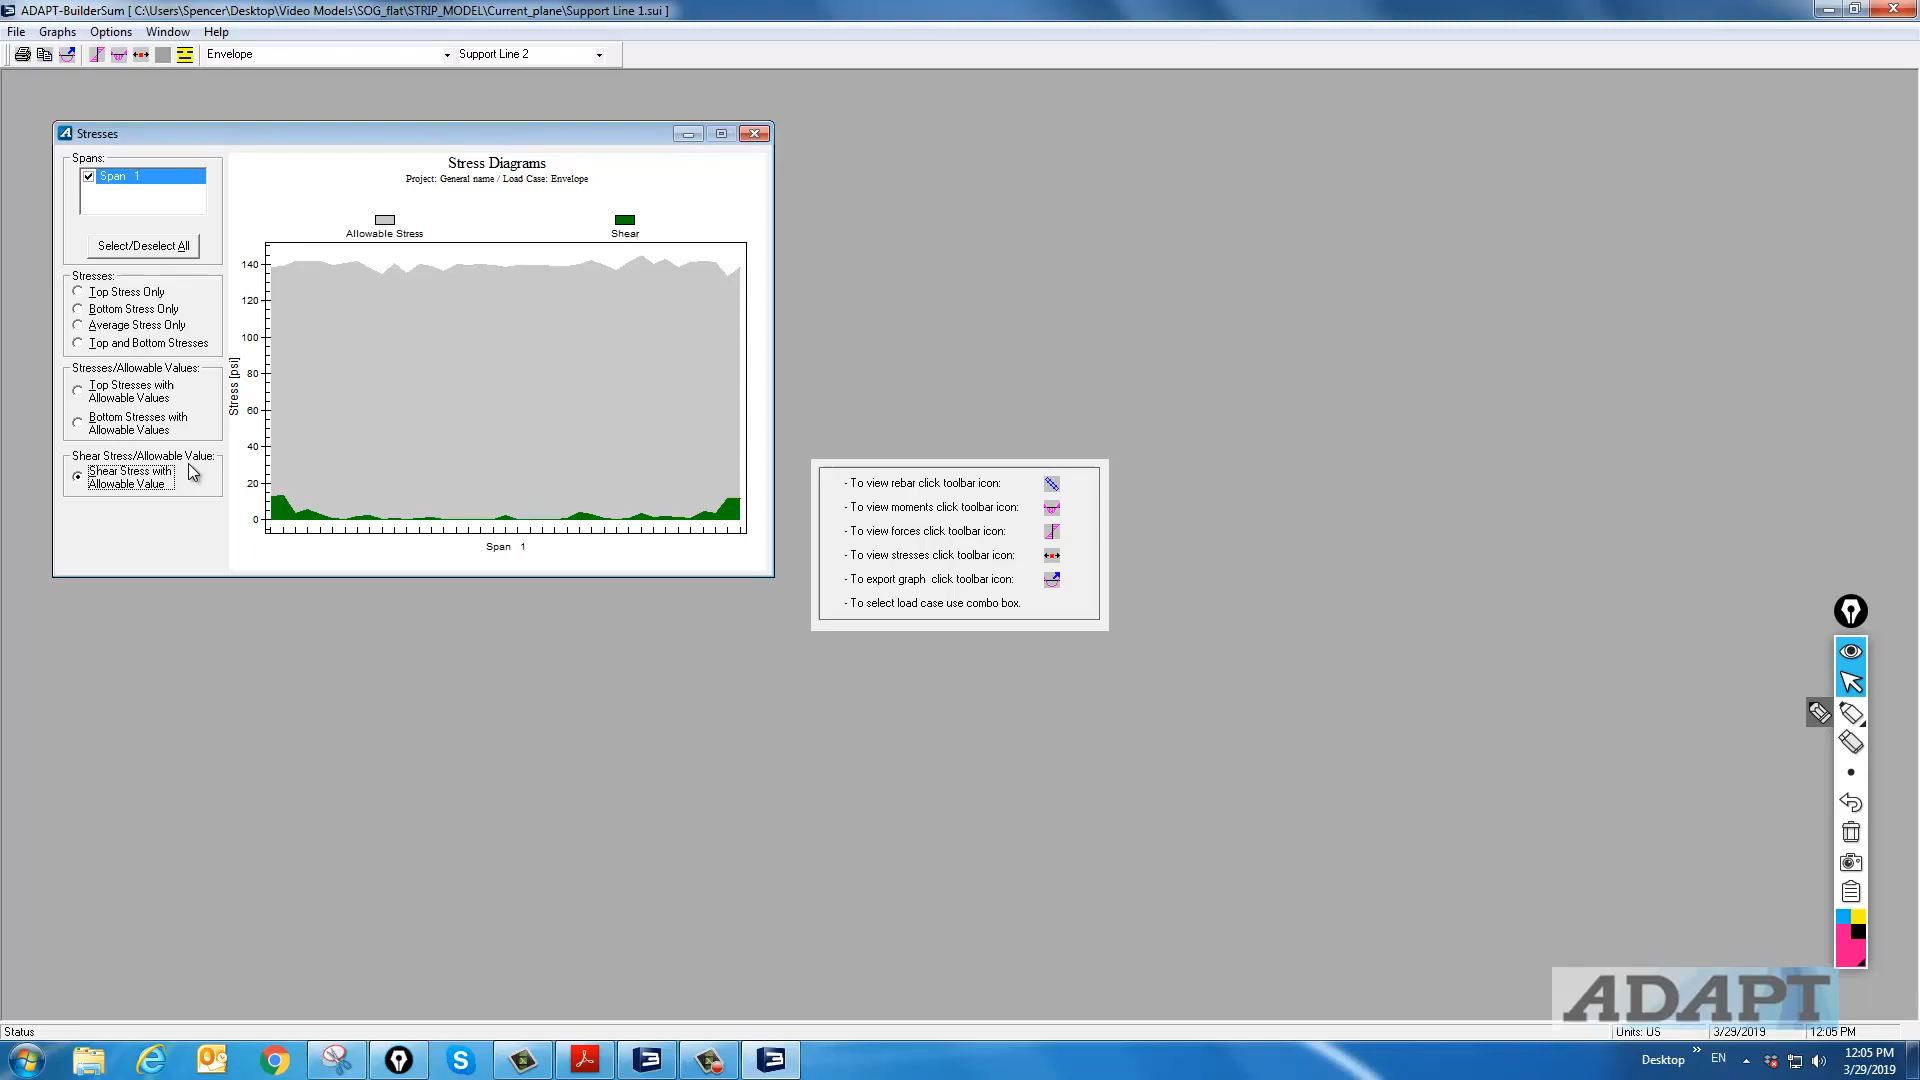 ADAPT-BuilderSum [ C:\Users\Spencer\Desktop\Video Models\SOG_flat\STRIP_MODEL\Current_plane\Support Line 1.sui ]
File Graphs Options Window Help
Envelope Support Line 2
Stresses
Spans:
Span 1
Select/Deselect All
Stresses:
Top Stress Only
Bottom Stress Only
Average Stress Only
Top and Bottom Stresses
Stresses/Allowable Values:
Top Stresses with
Allowable Values
Bottom Stresses with
Allowable Values
Shear Stress/Allowable Value:
Shear Stress with
Allowable Value
Stress Diagrams
Project: General name / Load Case: Envelope
Allowable Stress Shear
Stress [psi]
140
120
100
80
60
40
20
0
Span 1
- To view rebar click toolbar icon:
- To view moments click toolbar icon:
- To view forces click toolbar icon:
- To view stresses click toolbar icon:
- To export graph click toolbar icon:
- To select load case use combo box.
ADAPT
Status Units: US 3/29/2019 12:05 PM
Desktop » EN 12:05 PM
3/29/2019